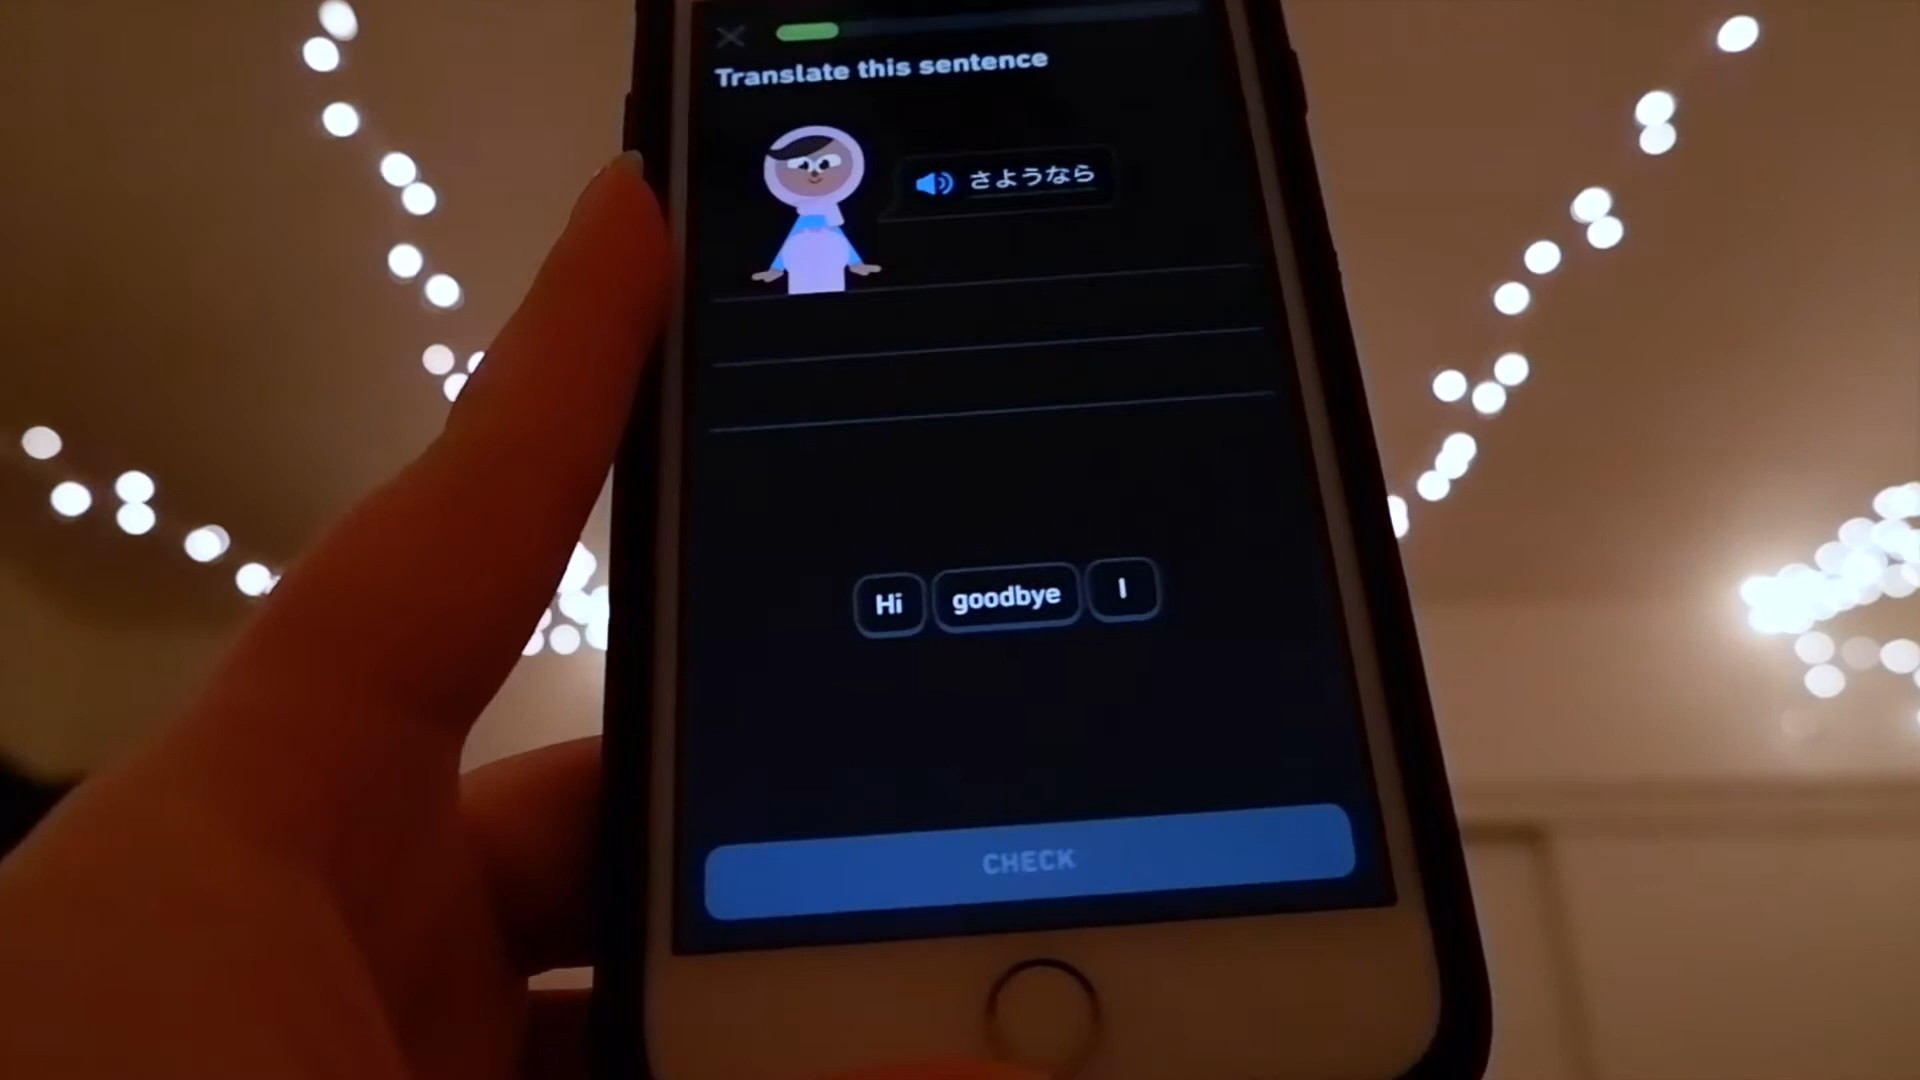 Translate this sentence
さようなら
Hi goodbye I
CHECK